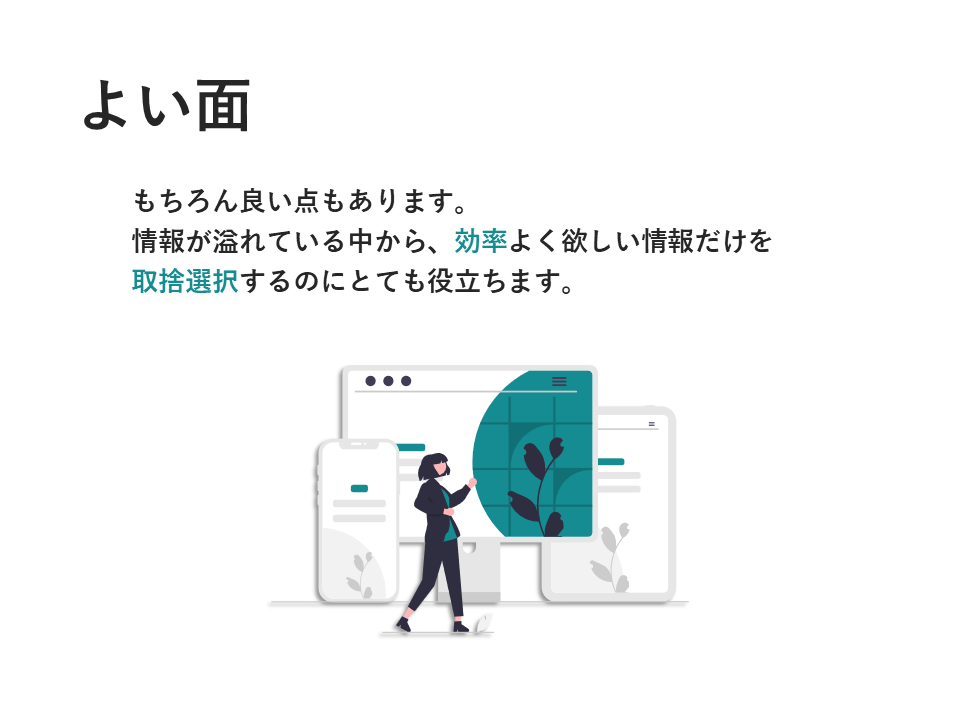 よい面
もちろん良い点もあります。
情報が溢れている中から、効率よく欲しい情報だけを
取捨選択するのにとても役立ちます。